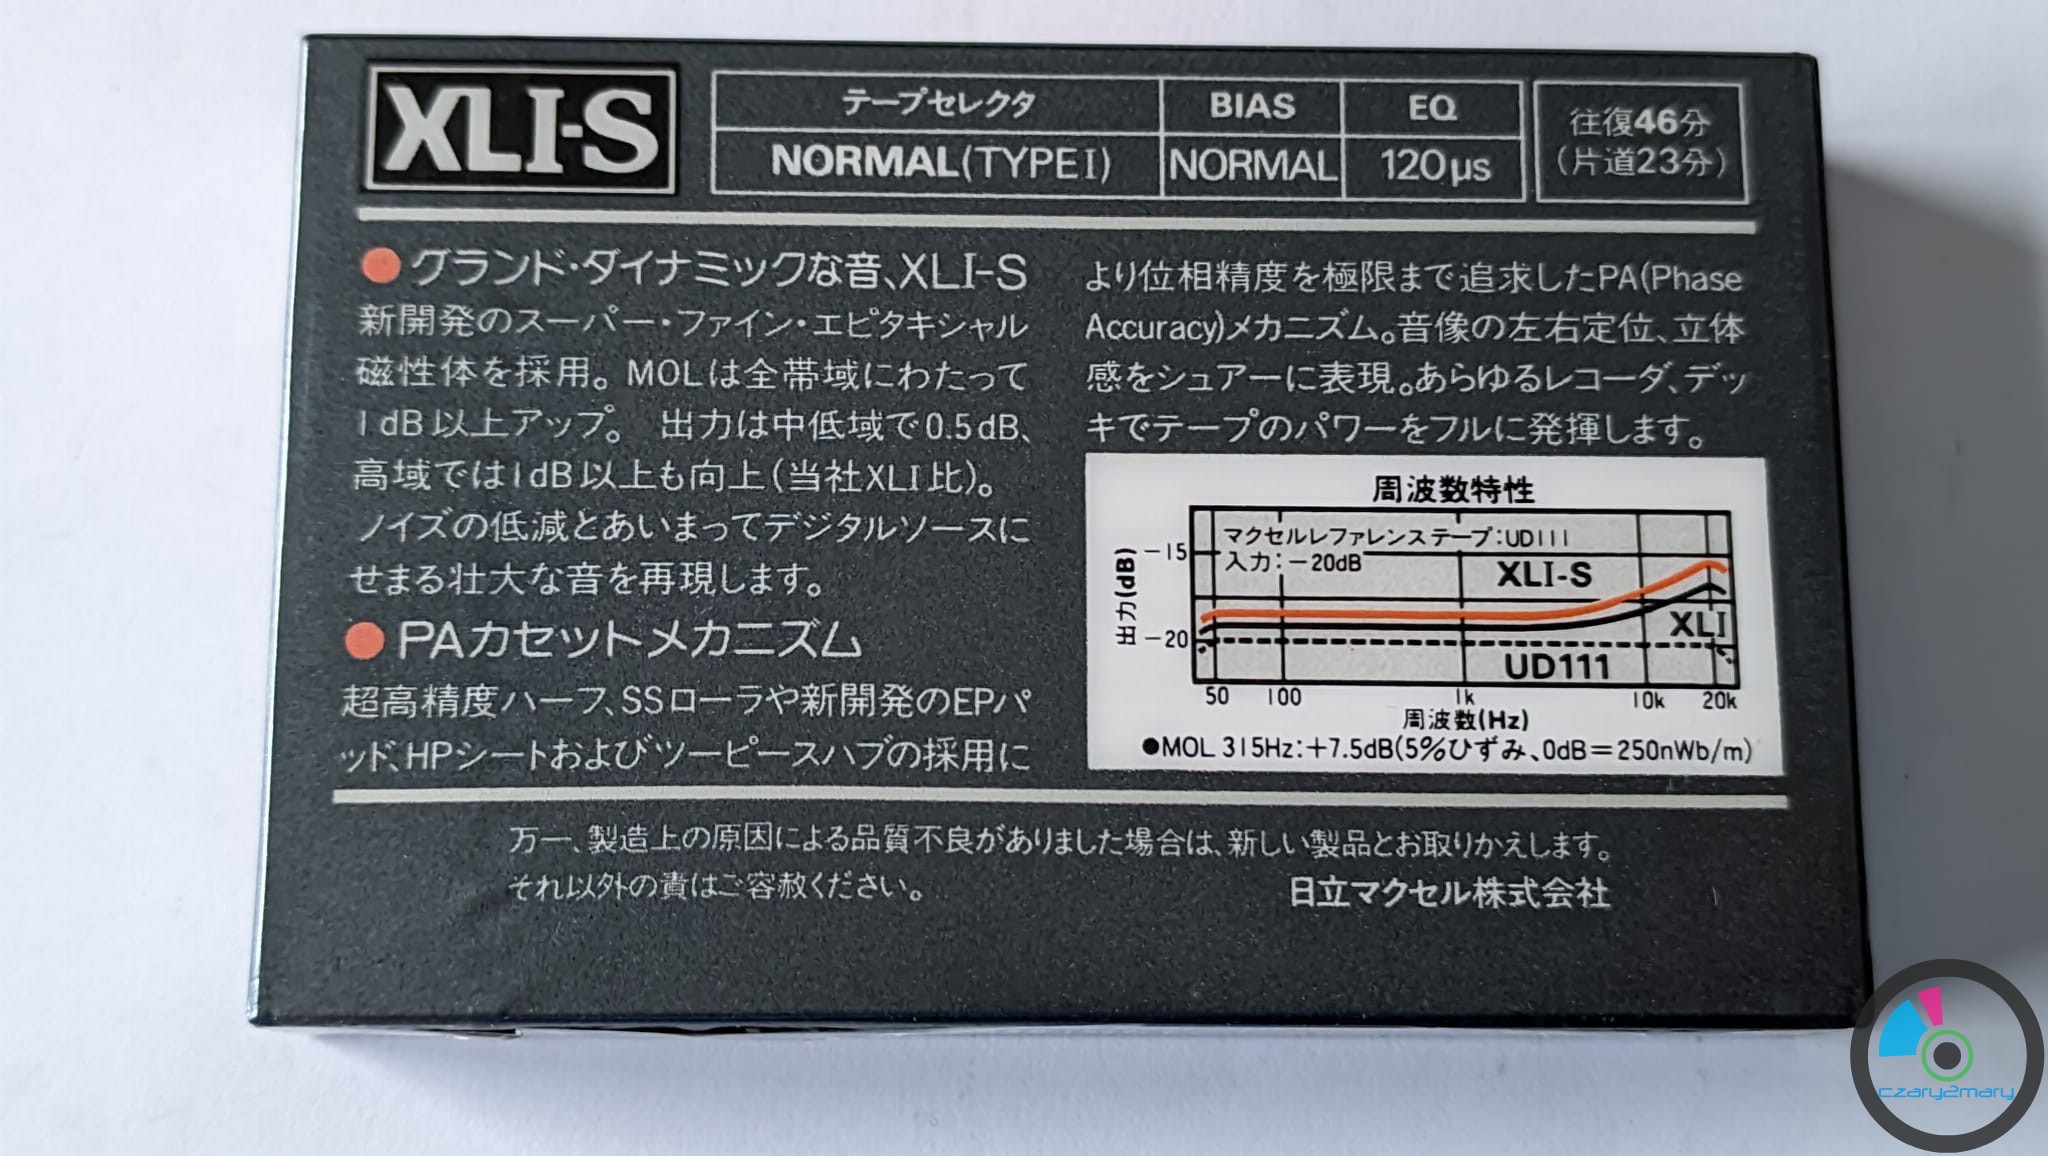 XLI-S
テープセレクタ BIAS EQ
NORMAL(TYPE I) NORMAL 120μs
往復46分
(片道23分)
●グランド・ダイナミックな音、XLI-S
新開発のスーパー・ファイン・エピタキシャル
磁性体を採用。MOLは全帯域にわたって
1dB以上アップ。 出力は中低域で0.5dB、
高域では1dB以上も向上(当社XLI比)。
ノイズの低減とあいまってデジタルソースに
せまる壮大な音を再現します。
●PAカセットメカニズム
超高精度ハーフ、SSローラや新開発のEPパ
ッド、HPシートおよびツーピースハブの採用に
より位相精度を極限まで追求したPA(Phase
Accuracy)メカニズム。音像の左右定位、立体
感をシュアーに表現。あらゆるレコーダ、デッ
キでテープのパワーをフルに発揮します。
周波数特性
マクセルレファレンステープ:UD111
入力:−20dB
出力(dB)
−15
−20
XLI-S
XLI
UD111
50 100 1k 10k 20k
周波数(Hz)
●MOL 315Hz:+7.5dB(5%ひずみ、0dB=250nWb/m)
万一、製造上の原因による品質不良がありました場合は、新しい製品とお取りかえします。
それ以外の責はご容赦ください。
日立マクセル株式会社
czary2mary